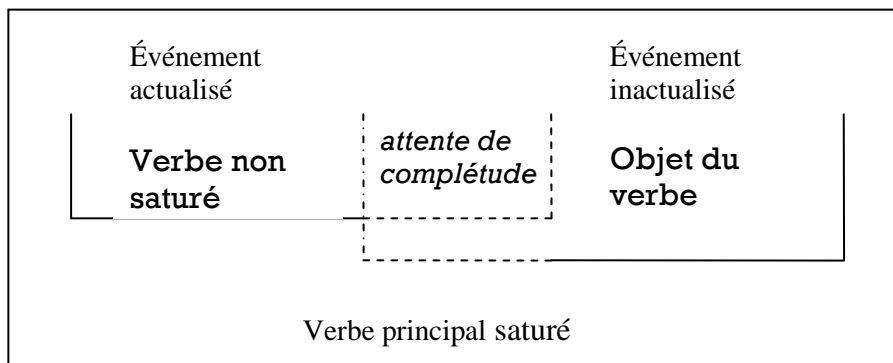 Événement
actualisé
Événement
inactualisé
Verbe non
saturé
attente de
complétude
Objet du
verbe
Verbe principal saturé